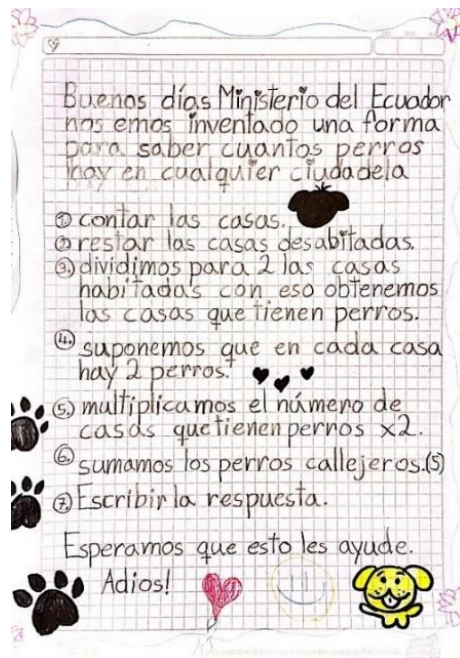 Buenos días Ministerio del Ecuador
nos emos inventado una forma
para saber cuantos perros
hay en cualquier ciudadela
1. contar las casas.
2. restar las casas desabitadas.
3. dividimos para 2 las casas
habitadas con eso obtenemos
las casas que tienen perros.
4. suponemos que en cada casa
hay 2 perros.
5. multiplicamos el número de
casas que tienen perros x2.
6. sumamos los perros callejeros.(5)
7. Escribir la respuesta.
Esperamos que esto les ayude.
Adios!